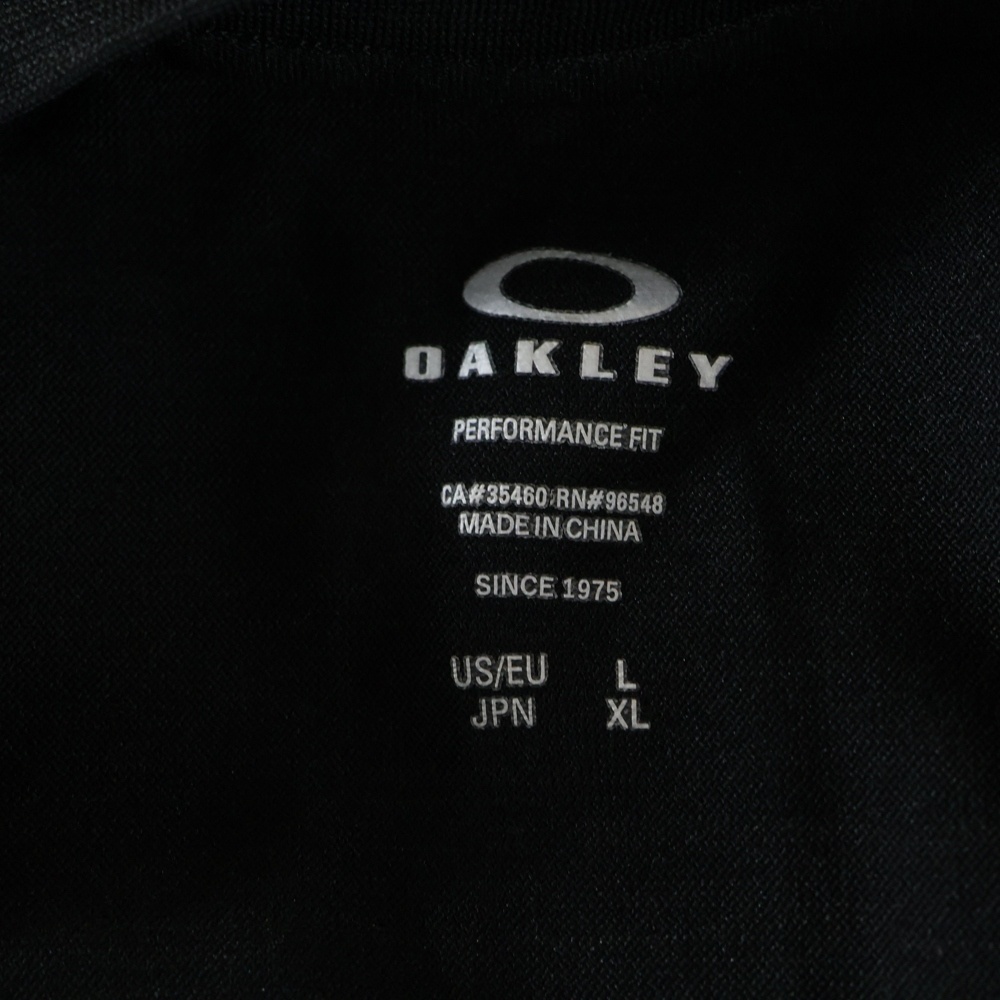 OAKLEY
PERFORMANCE FIT
CA#35460 RN#96548
MADE IN CHINA
SINCE 1975
US/EU L
JPN XL